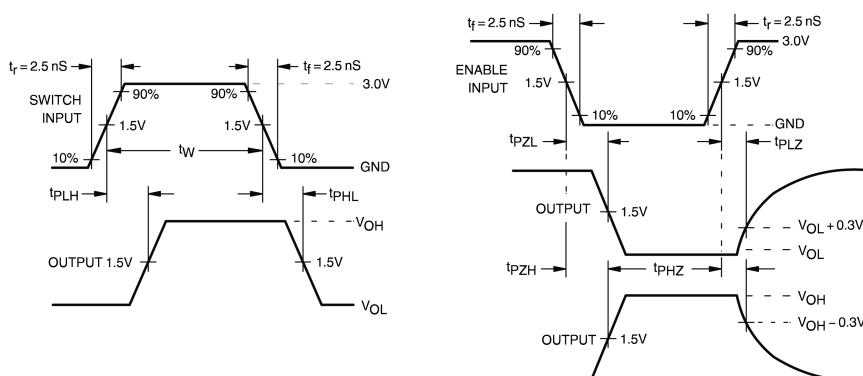 tr = 2.5 nS
tf = 2.5 nS
3.0V
90%
90%
SWITCH
INPUT
1.5V
1.5V
10%
tW
10%
GND
tPLH
tPHL
VOH
OUTPUT 1.5V
1.5V
VOL
tf = 2.5 nS
tr = 2.5 nS
3.0V
90%
90%
ENABLE
INPUT
1.5V
1.5V
10%
10%
GND
tPZL
tPLZ
OUTPUT
1.5V
VOL + 0.3V
VOL
tPZH
tPHZ
VOH
VOH – 0.3V
OUTPUT
1.5V